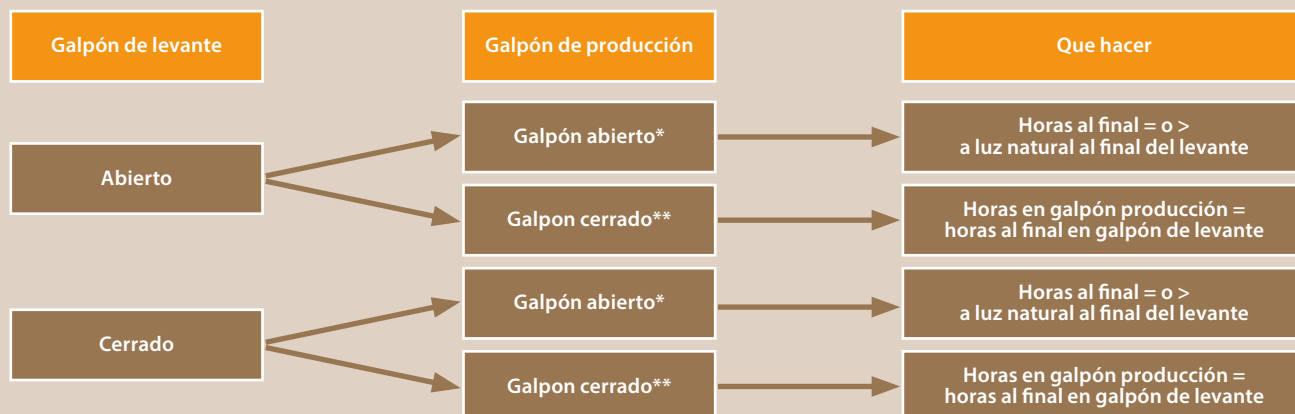 Galpón de levante
Galpón de producción
Que hacer
Abierto
Galpón abierto*
Horas al final = o >
a luz natural al final del levante
Galpon cerrado**
Horas en galpón producción =
horas al final en galpón de levante
Cerrado
Galpón abierto*
Horas al final = o >
a luz natural al final del levante
Galpon cerrado**
Horas en galpón producción =
horas al final en galpón de levante